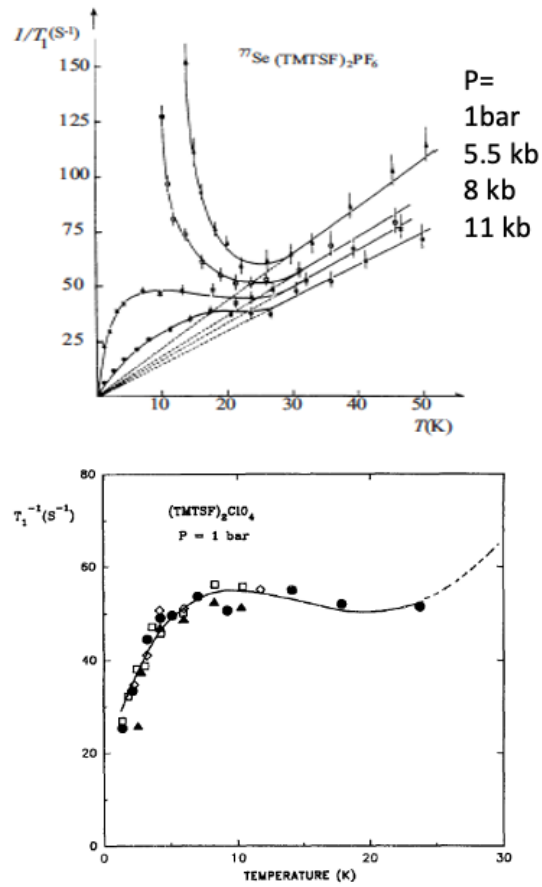 1/T₁(S⁻¹)
⁷⁷Se (TMTSF)₂PF₆
150
125
100
75
50
25
10
20
30
40
50
T(K)
P=
1bar
5.5 kb
8 kb
11 kb
80
T₁⁻¹(S⁻¹)
(TMTSF)₂ClO₄
P = 1 bar
60
40
20
0
0
10
20
30
TEMPERATURE (K)